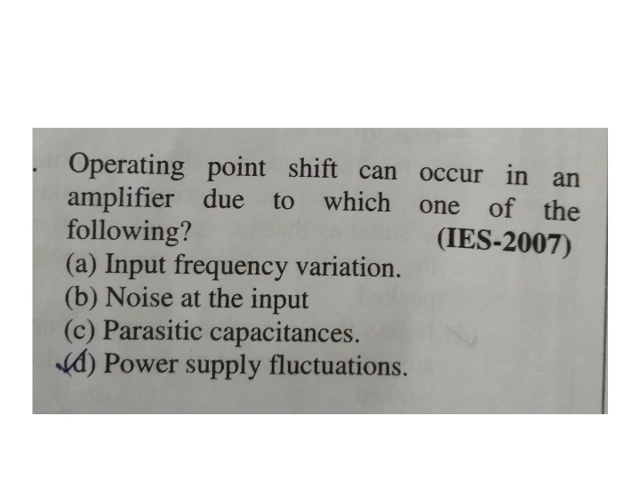 . Operating point shift can occur in an
amplifier due to which one of the
following? (IES-2007)
(a) Input frequency variation.
(b) Noise at the input
(c) Parasitic capacitances.
(d) Power supply fluctuations.